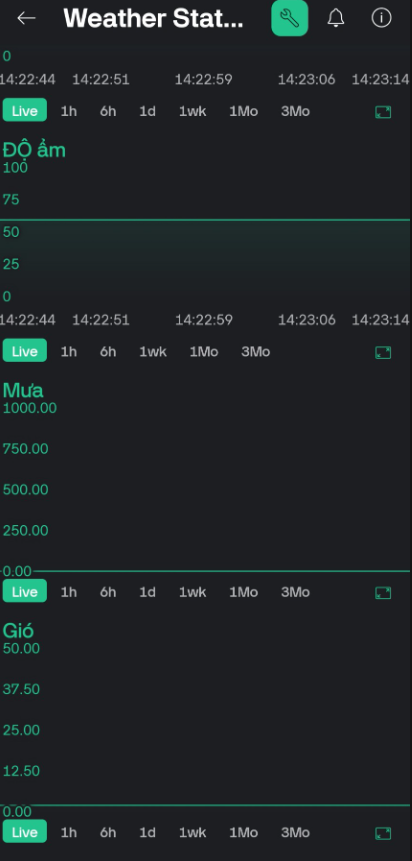 Weather Stat...
0
14:22:44 14:22:51 14:22:59 14:23:06 14:23:14
Live 1h 6h 1d 1wk 1Mo 3Mo
ĐỘ ẩm
100
75
50
25
0
14:22:44 14:22:51 14:22:59 14:23:06 14:23:14
Live 1h 6h 1wk 1Mo 3Mo
Mưa
1000.00
750.00
500.00
250.00
0.00
Live 1h 6h 1d 1wk 1Mo 3Mo
Gió
50.00
37.50
25.00
12.50
0.00
Live 1h 6h 1d 1wk 1Mo 3Mo